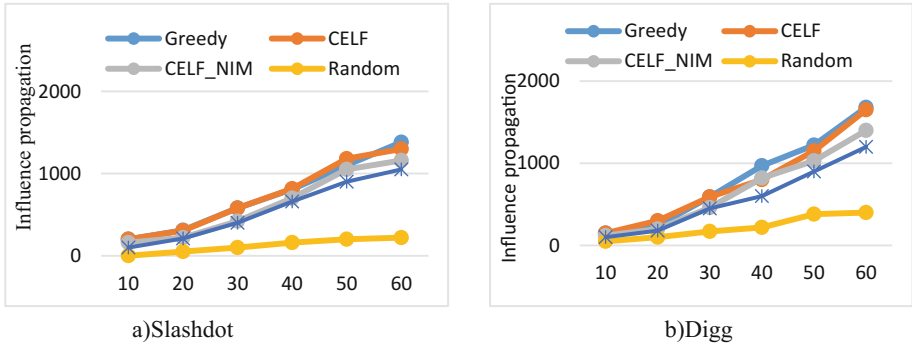 Greedy CELF
CELF_NIM Random
Influence propagation
2000
1000
0
10 20 30 40 50 60
a)Slashdot
Greedy CELF
CELF_NIM Random
Influence propagation
2000
1000
0
10 20 30 40 50 60
b)Digg